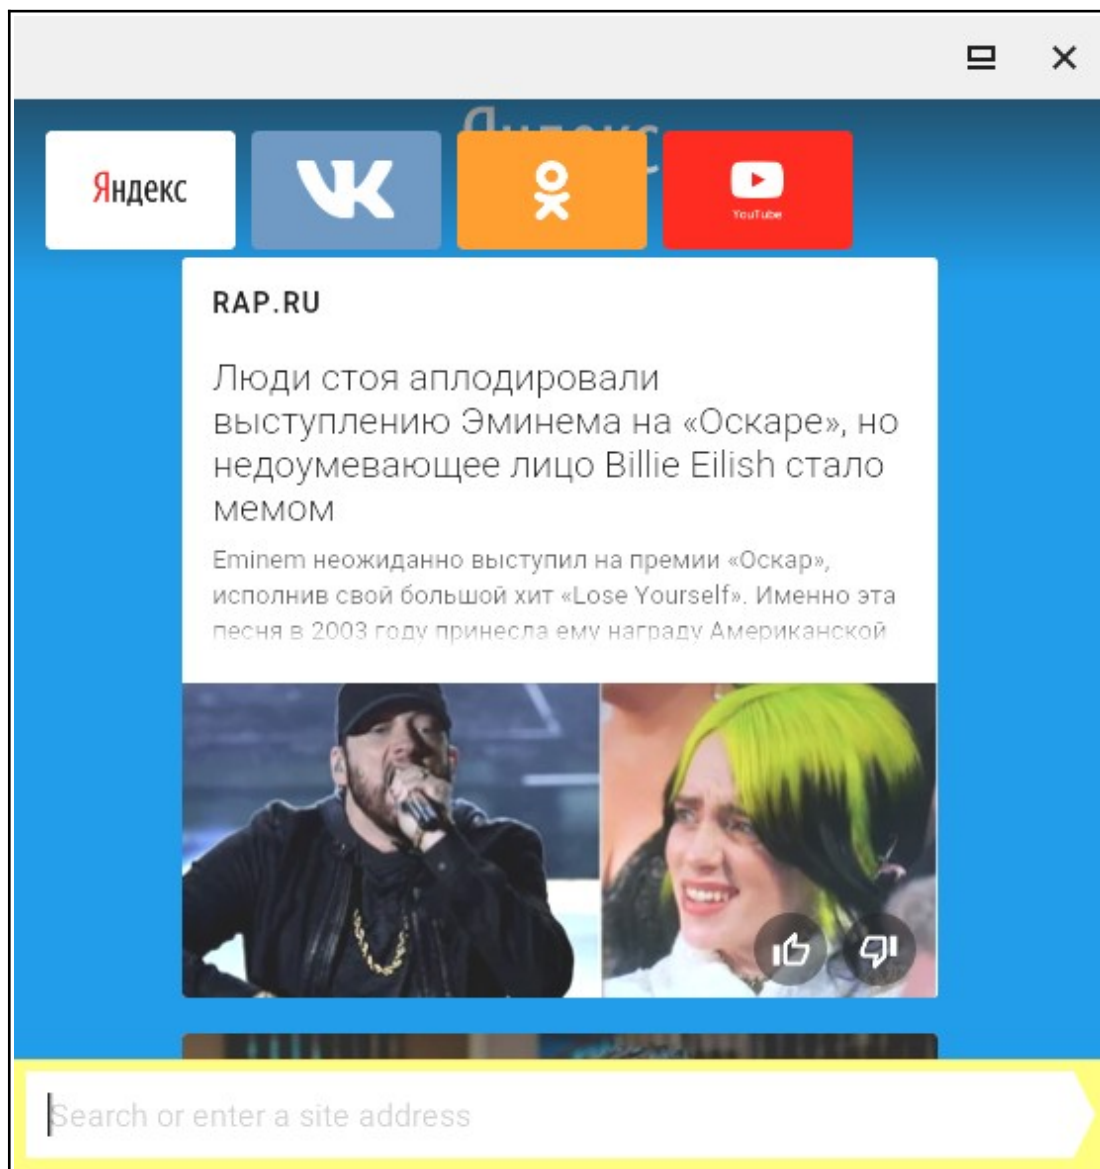 Яндекс
Яндекс
VK
YouTube
RAP.RU
Люди стоя аплодировали
выступлению Эминема на «Оскаре», но
недоумевающее лицо Billie Eilish стало
мемом
Eminem неожиданно выступил на премии «Оскар»,
исполнив свой большой хит «Lose Yourself». Именно эта
песня в 2003 году принесла ему награду Американской
Search or enter a site address